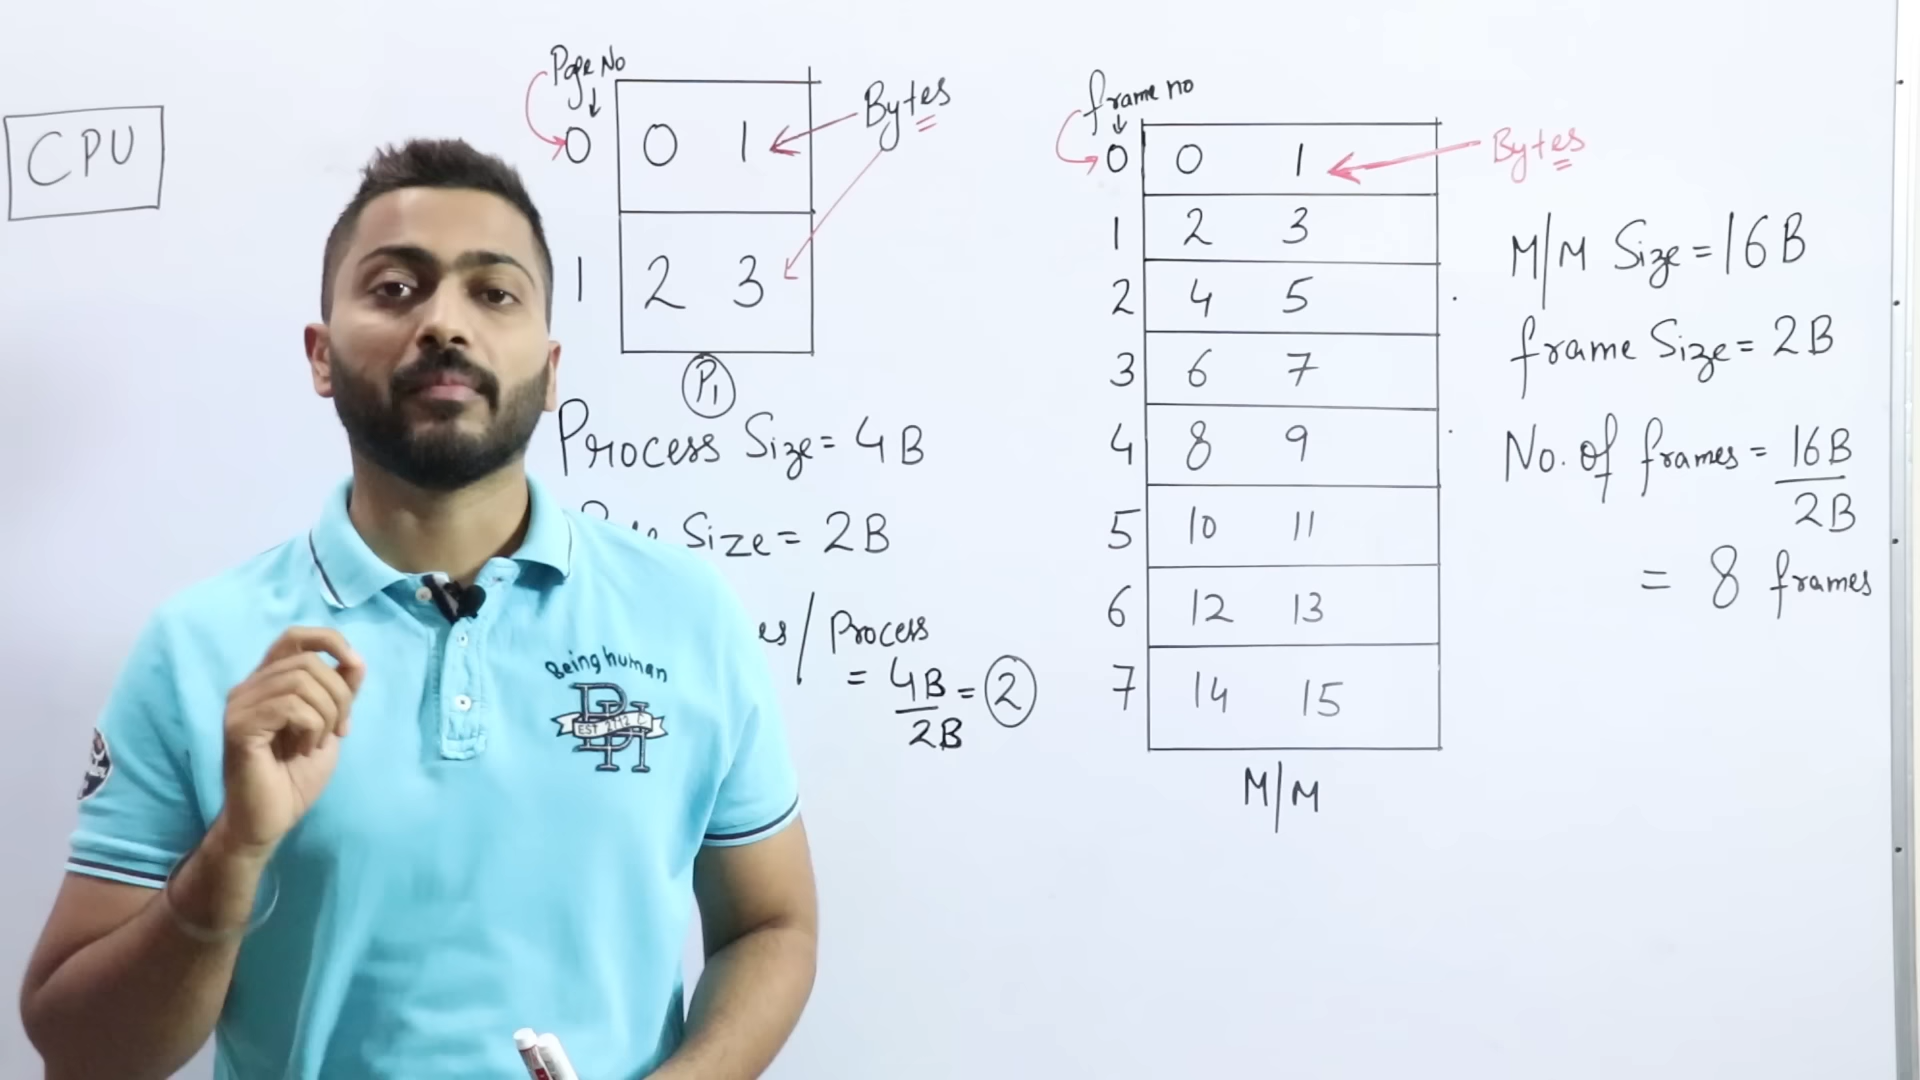 CPU
Page No
0 0 1
Bytes
1 2 3
P1
Process Size = 4B
Size = 2B
/ Process
= 4B/2B = 2
frame no
0 0 1
Bytes
1 2 3
2 4 5
3 6 7
4 8 9
5 10 11
6 12 13
7 14 15
M/M
M/M Size = 16B
frame Size = 2B
No. of frames = 16B/2B
= 8 frames
Being human
EST 2712 C
BH